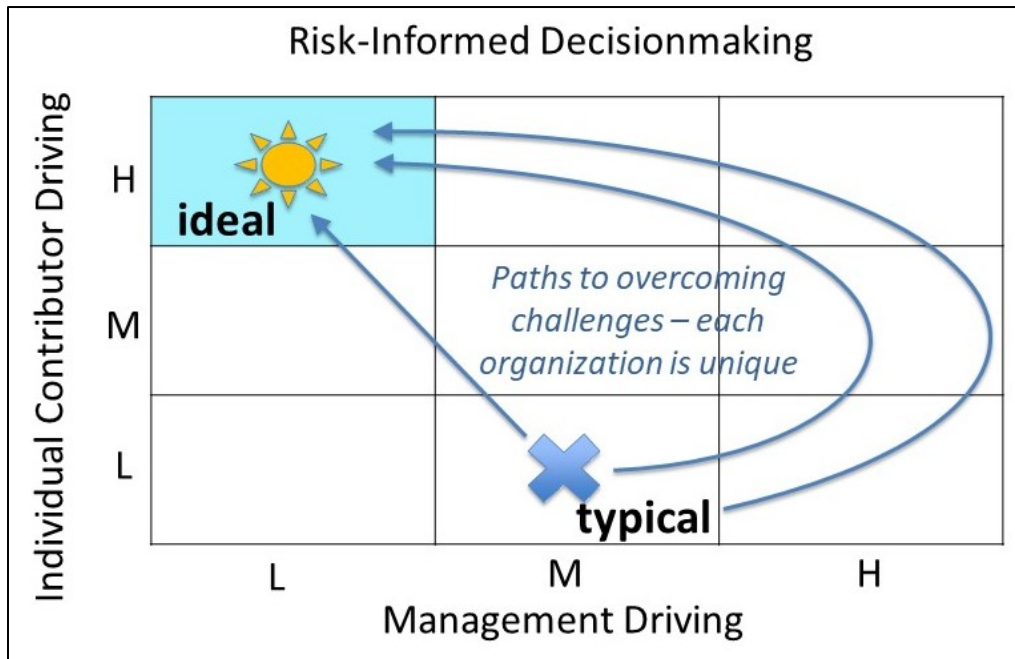 Risk-Informed Decisionmaking
Individual Contributor Driving
H
ideal
M
Paths to overcoming
challenges – each
organization is unique
L
typical
L
M
H
Management Driving